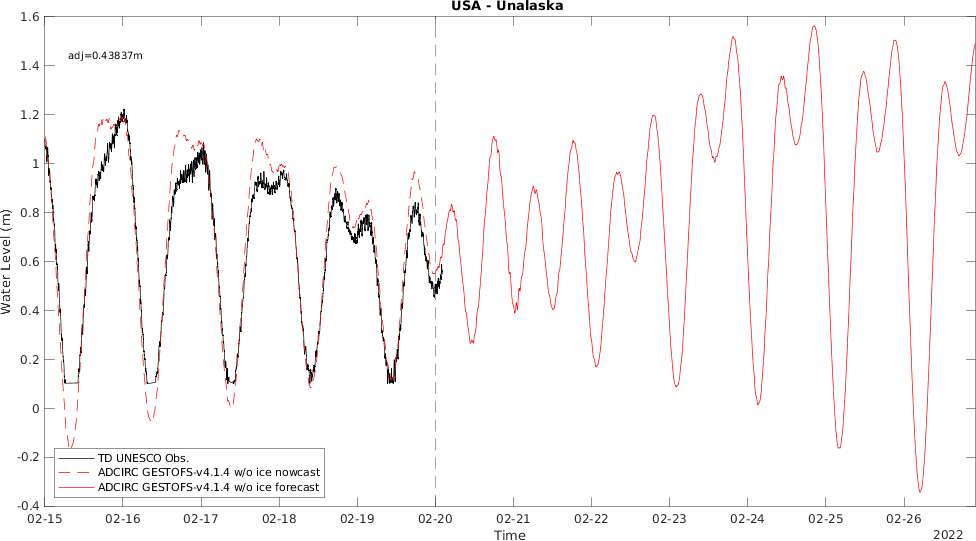 USA - Unalaska
adj=0.43837m
Water Level (m)
1.6
1.4
1.2
1
0.8
0.6
0.4
0.2
0
-0.2
-0.4
TD UNESCO Obs.
ADCIRC GESTOFS-v4.1.4 w/o ice nowcast
ADCIRC GESTOFS-v4.1.4 w/o ice forecast
02-15 02-16 02-17 02-18 02-19 02-20 02-21 02-22 02-23 02-24 02-25 02-26
Time
2022